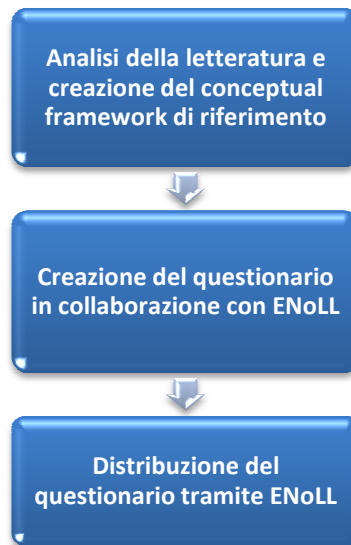 Analisi della letteratura e
creazione del conceptual
framework di riferimento
Creazione del questionario
in collaborazione con ENoLL
Distribuzione del
questionario tramite ENoLL